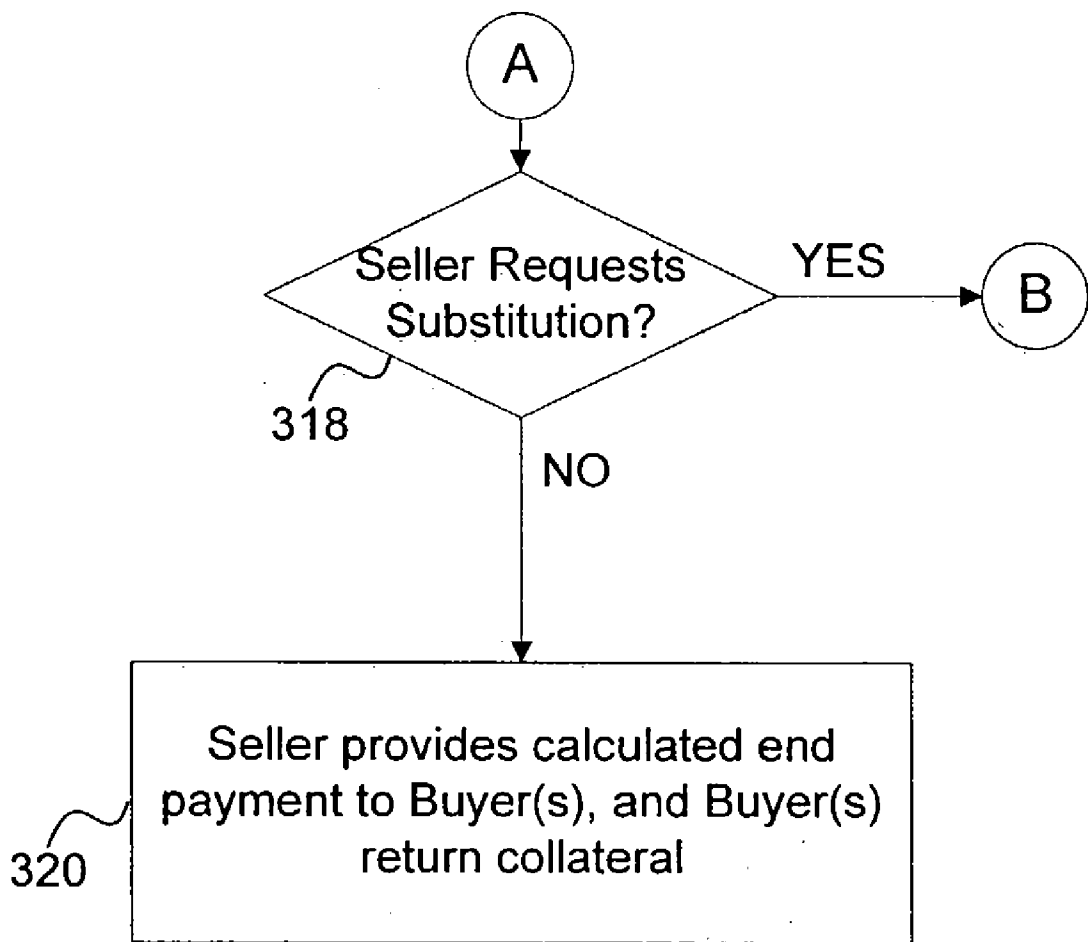 A
Seller Requests
Substitution?
YES
B
318
NO
Seller provides calculated end
payment to Buyer(s), and Buyer(s)
return collateral
320